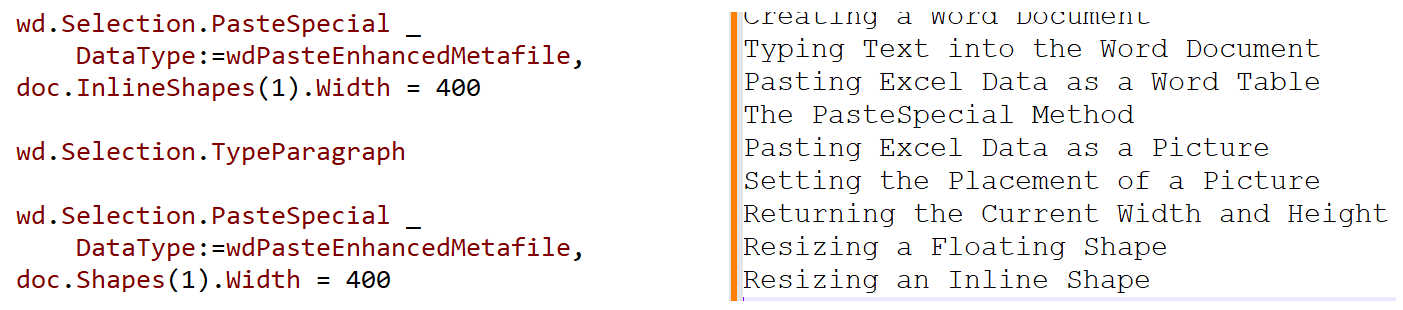 wd.Selection.PasteSpecial _
DataType:=wdPasteEnhancedMetafile,
doc.InlineShapes(1).Width = 400
wd.Selection.TypeParagraph
wd.Selection.PasteSpecial _
DataType:=wdPasteEnhancedMetafile,
doc.Shapes(1).Width = 400
Creating a Word Document
Typing Text into the Word Document
Pasting Excel Data as a Word Table
The PasteSpecial Method
Pasting Excel Data as a Picture
Setting the Placement of a Picture
Returning the Current Width and Height
Resizing a Floating Shape
Resizing an Inline Shape